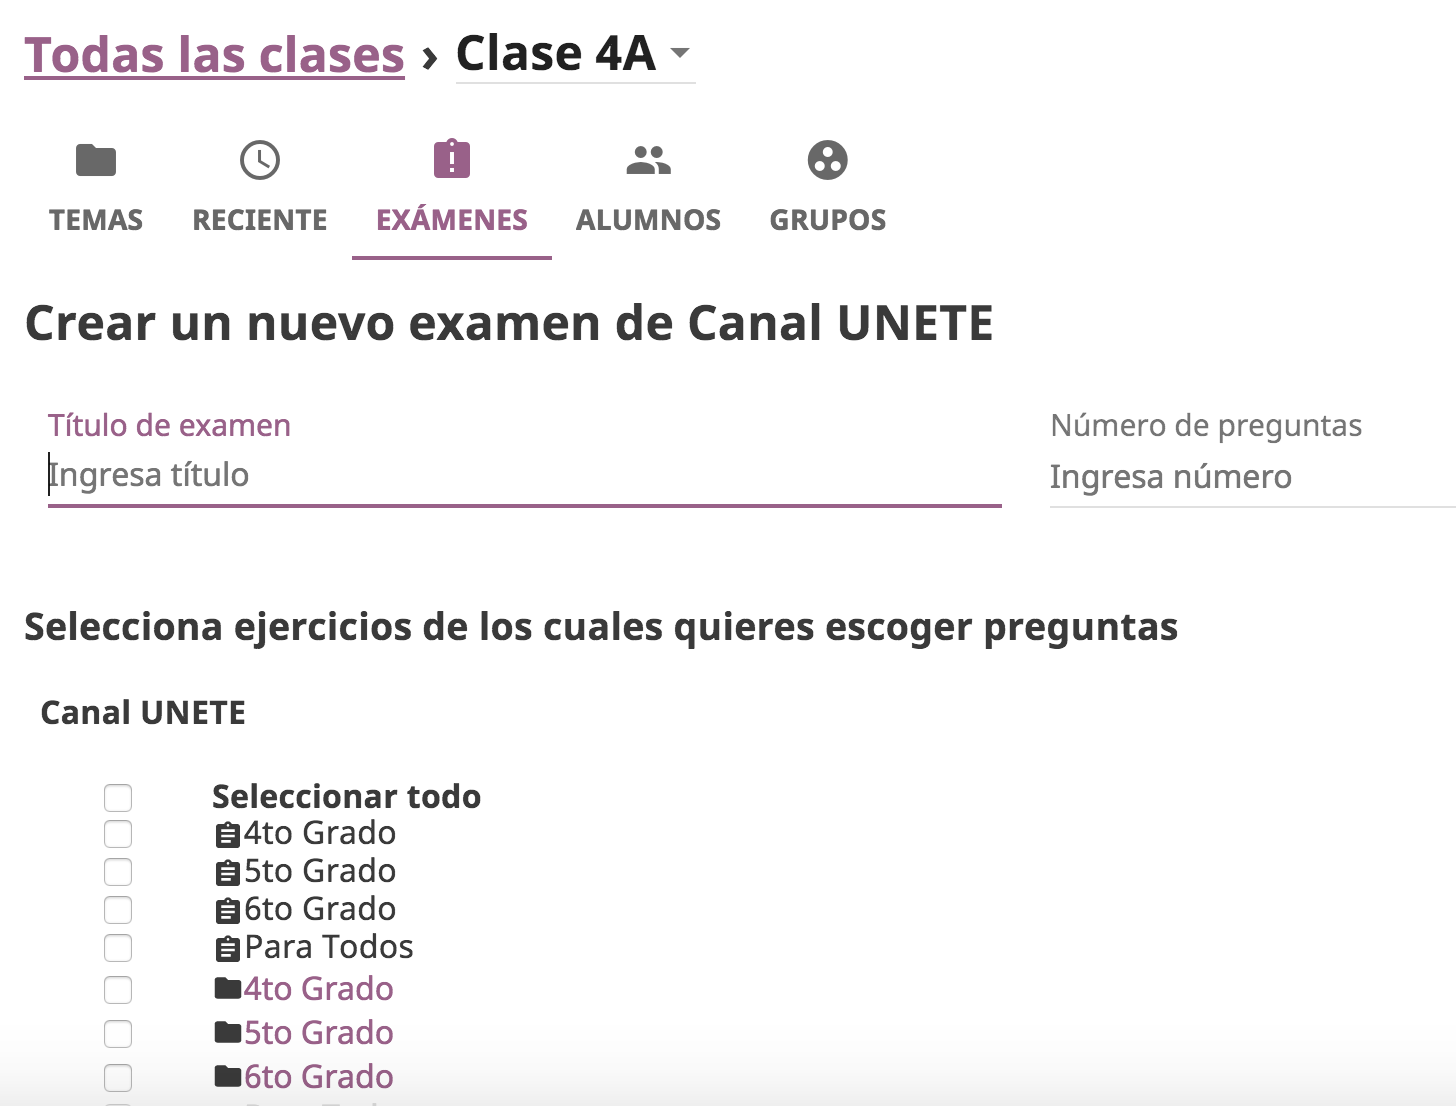 Todas las clases › Clase 4A
TEMAS RECIENTE EXÁMENES ALUMNOS GRUPOS
Crear un nuevo examen de Canal UNETE
Título de examen Número de preguntas
Ingresa título Ingresa número
Selecciona ejercicios de los cuales quieres escoger preguntas
Canal UNETE
Seleccionar todo
4to Grado
5to Grado
6to Grado
Para Todos
4to Grado
5to Grado
6to Grado